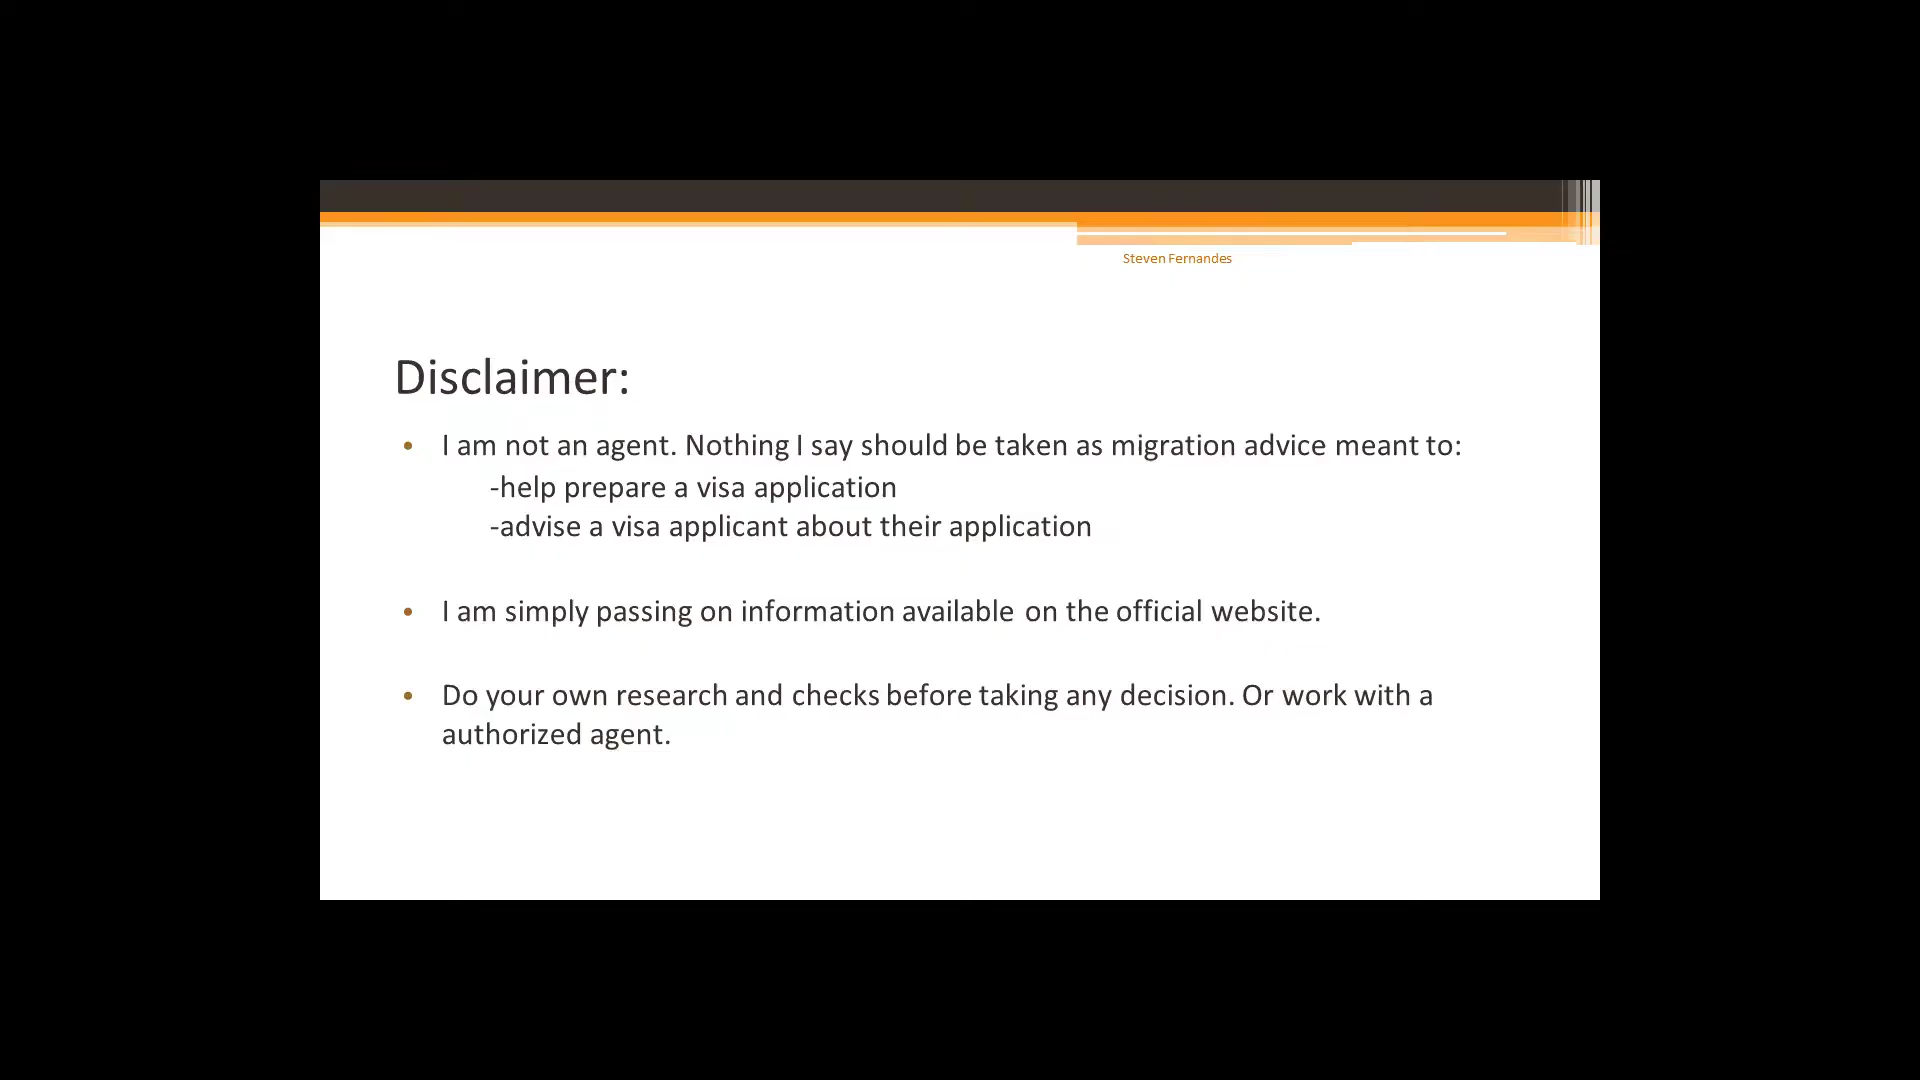 Steven Fernandes
Disclaimer:
• I am not an agent. Nothing I say should be taken as migration advice meant to:
-help prepare a visa application
-advise a visa applicant about their application
• I am simply passing on information available on the official website.
• Do your own research and checks before taking any decision. Or work with a
authorized agent.